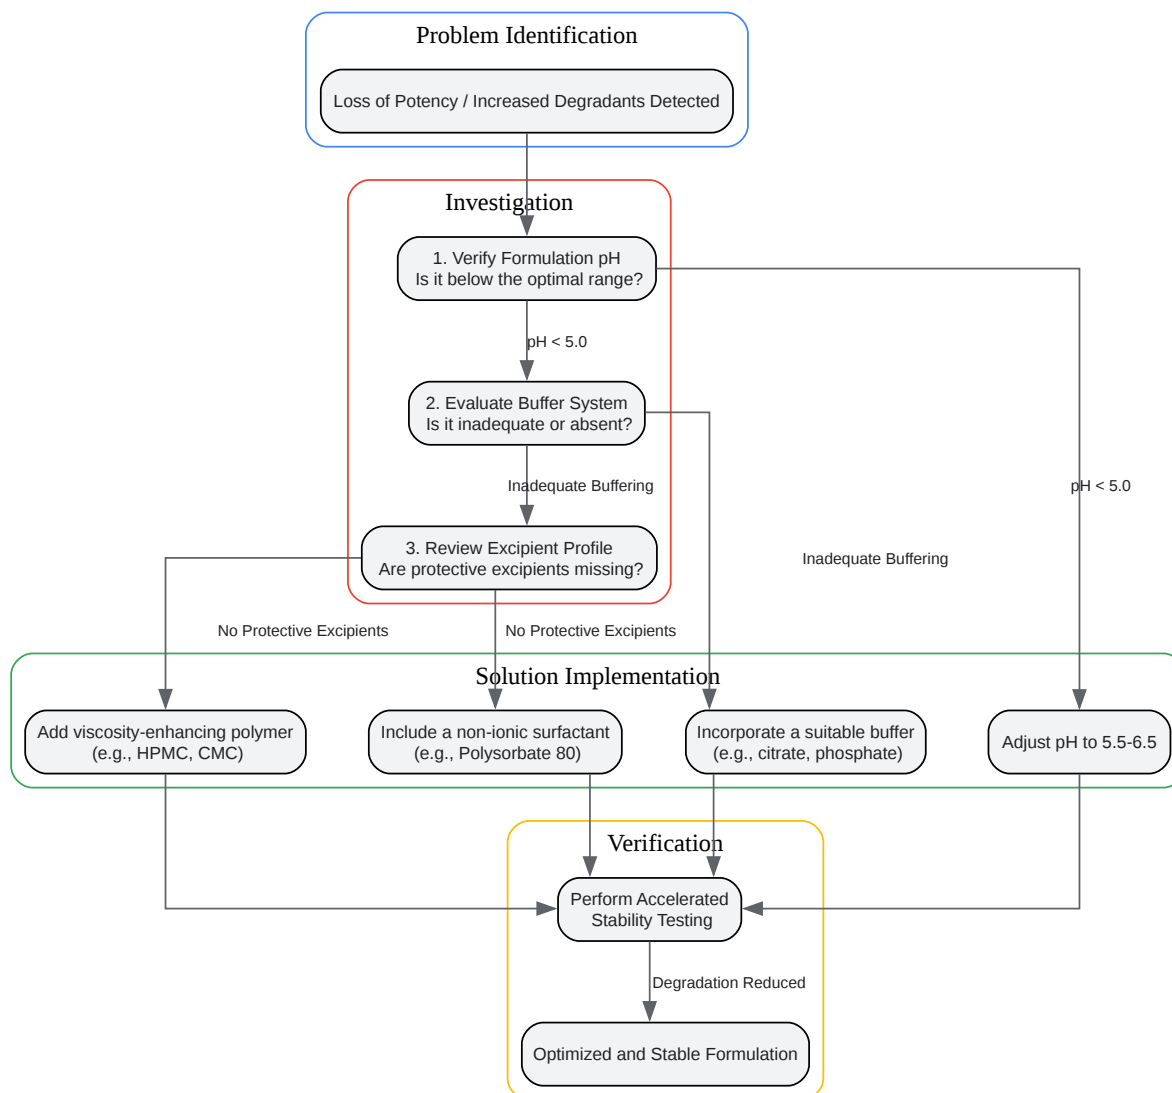 Problem Identification
Loss of Potency / Increased Degradants Detected
Investigation
1. Verify Formulation pH
Is it below the optimal range?
pH < 5.0
2. Evaluate Buffer System
Is it inadequate or absent?
Inadequate Buffering
pH < 5.0
3. Review Excipient Profile
Are protective excipients missing?
Inadequate Buffering
No Protective Excipients
No Protective Excipients
Solution Implementation
Add viscosity-enhancing polymer
(e.g., HPMC, CMC)
Include a non-ionic surfactant
(e.g., Polysorbate 80)
Incorporate a suitable buffer
(e.g., citrate, phosphate)
Adjust pH to 5.5-6.5
Verification
Perform Accelerated
Stability Testing
Degradation Reduced
Optimized and Stable Formulation